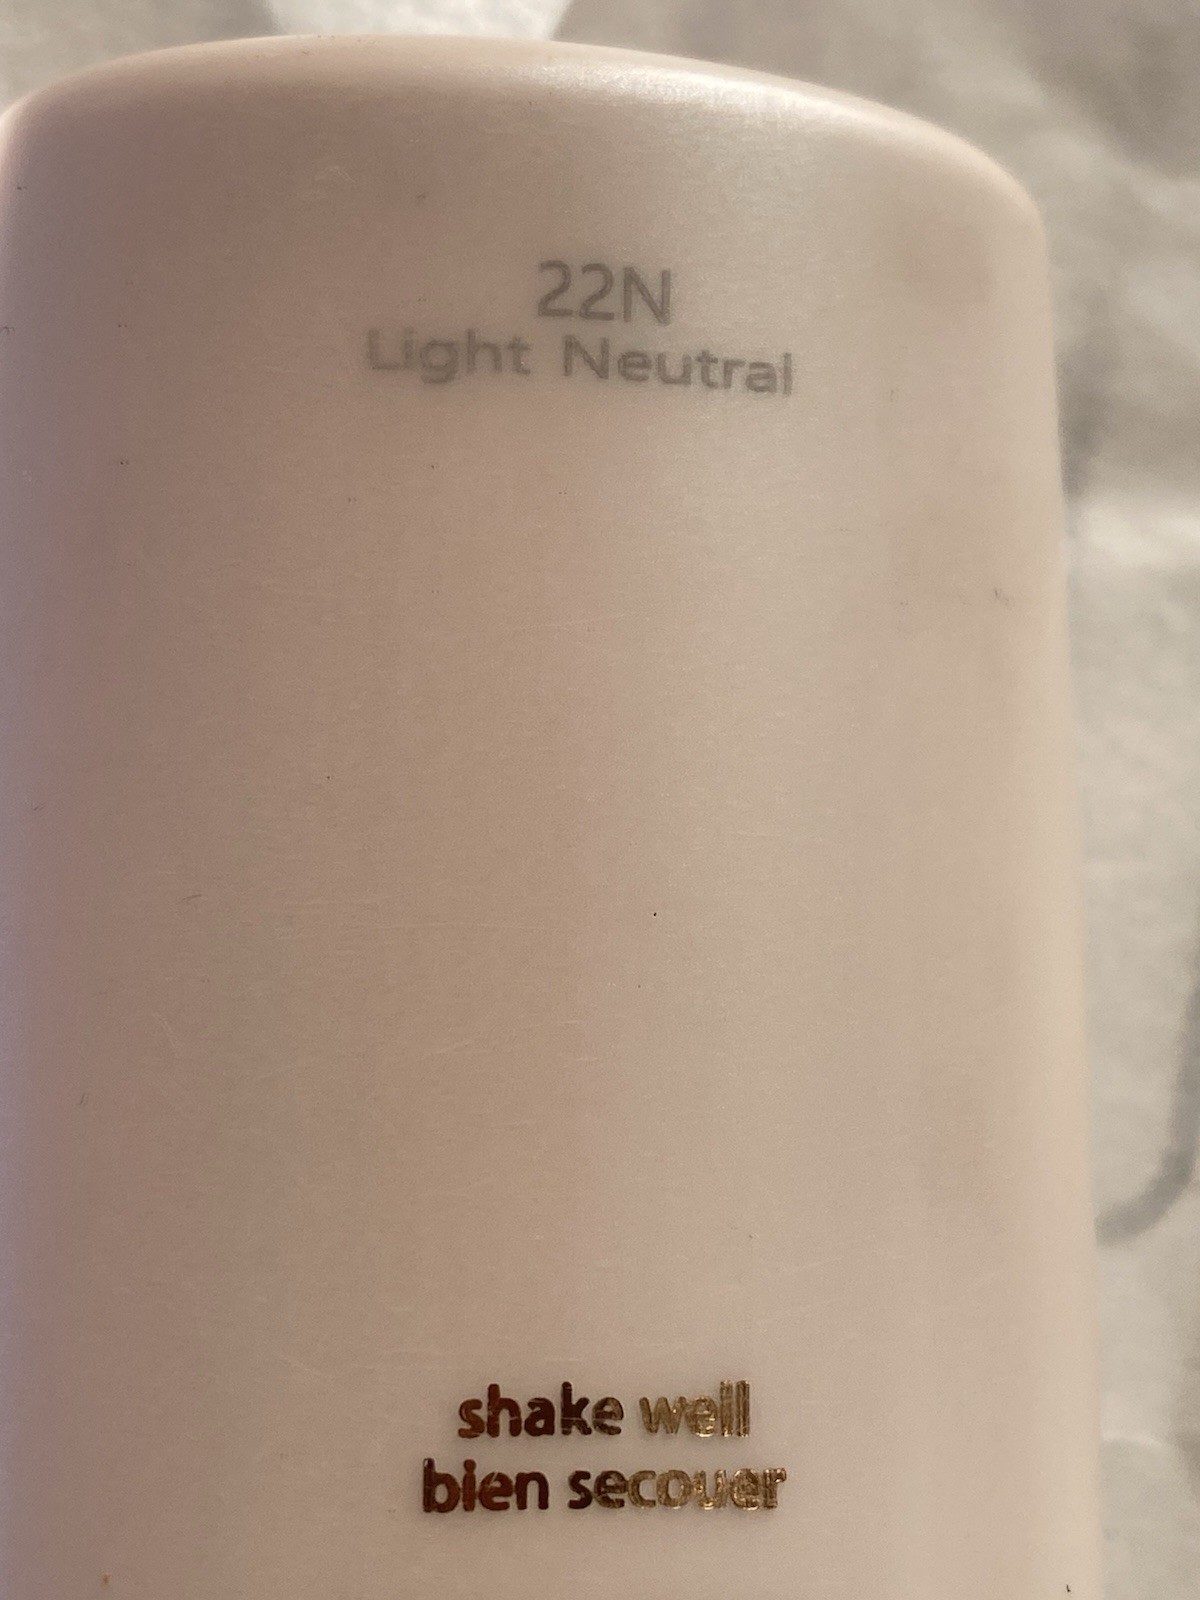 22N
Light Neutral
shake well
bien secouer